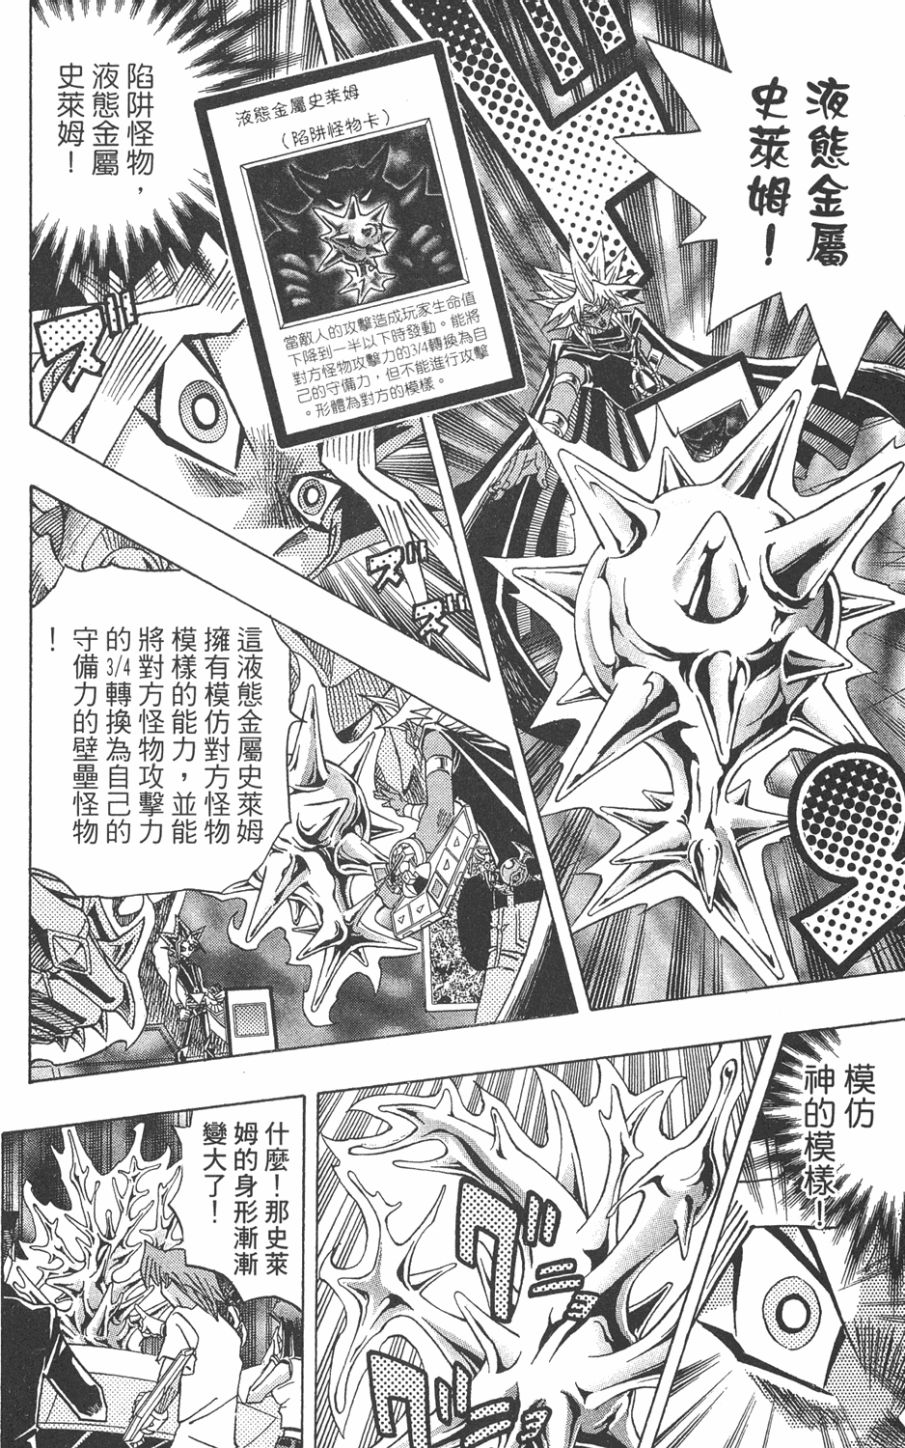 液態金屬
史萊姆！
陷阱怪物，
液態金屬
史萊姆！
液態金屬史萊姆
（陷阱怪物卡）
當敵人的攻擊造成玩家生命值
下降到一半以下時發動。能將
對方怪物攻擊力的3/4轉換為自
己的守備力，但不能進行攻擊
。形體為對方的模樣。
ズ
ズ
ズ
這液態金屬史萊姆
擁有模仿對方怪物
模樣的能力，並能
將對方怪物攻擊力
的3/4轉換為自己的
守備力的壁壘怪物
！
模仿
神的模樣！
グ
グ
什麼！那史萊
姆的身形漸漸
變大了！